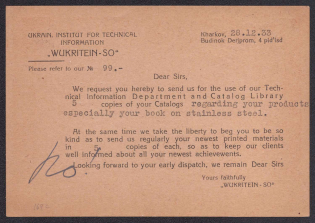 UKRAIN. INSTITUT FOR TECHNICAL
INFORMATION
„WUKRITEIN-SO"
Please refer to our № 99,-
Kharkov, 29.12.33
Budinok Derjprom, 4 pidjised
Dear Sirs,
We request you hereby to send us for the use of our Tech-
nical Information Department and Catalog Library
5 copies of your Catalogs regarding your products
especially your book on stainless steel.
At the same time we take the liberty to beg you to be so
kind as to send us regularly your newest printed materials
in 5 copies of each, so as to keep our clients
well informed about all your newest achievements.
Looking forward to your early dispatch, we remain Dear Sirs
Yours faithfully
„WUKRITEIN-SO"